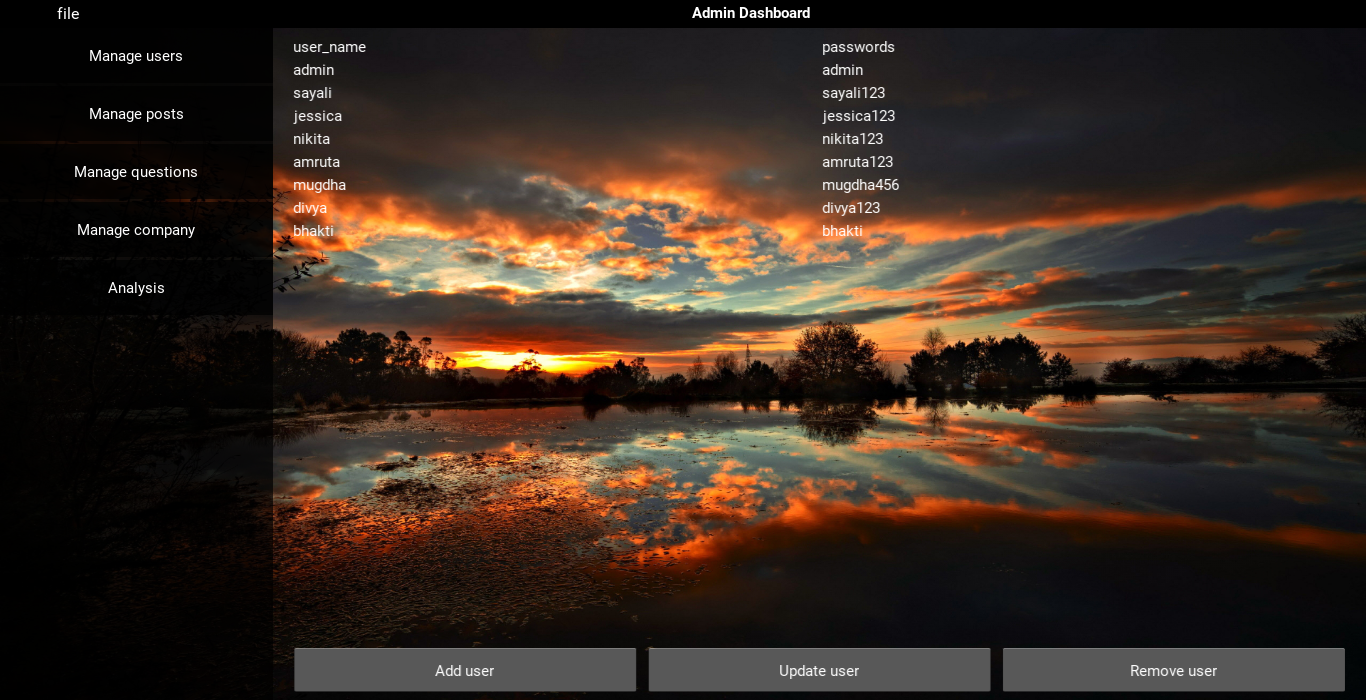 file
Admin Dashboard
Manage users
Manage posts
Manage questions
Manage company
Analysis
user_name passwords
admin admin
sayali sayali123
jessica jessica123
nikita nikita123
amruta amruta123
mugdha mugdha456
divya divya123
bhakti bhakti
Add user
Update user
Remove user